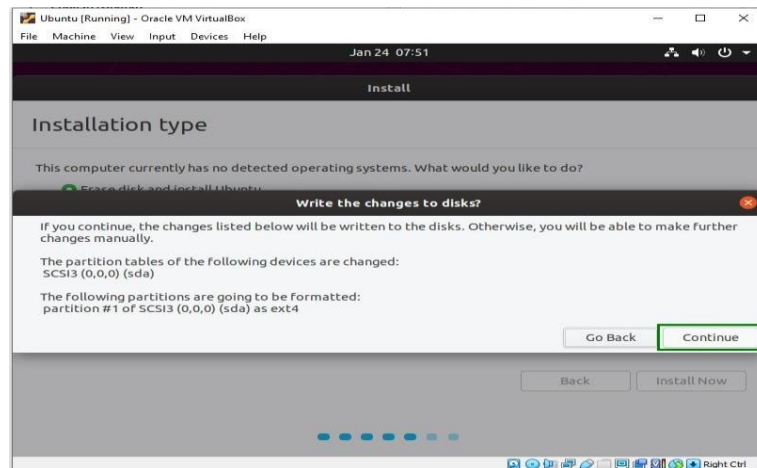 Ubuntu [Running] - Oracle VM VirtualBox
File Machine View Input Devices Help
Jan 24 07:51
Install
Installation type
This computer currently has no detected operating systems. What would you like to do?
Erase disk and install Ubuntu
Write the changes to disks?
If you continue, the changes listed below will be written to the disks. Otherwise, you will be able to make further
changes manually.
The partition tables of the following devices are changed:
SCSI3 (0,0,0) (sda)
The following partitions are going to be formatted:
partition #1 of SCSI3 (0,0,0) (sda) as ext4
Go Back Continue
Back Install Now
Right Ctrl